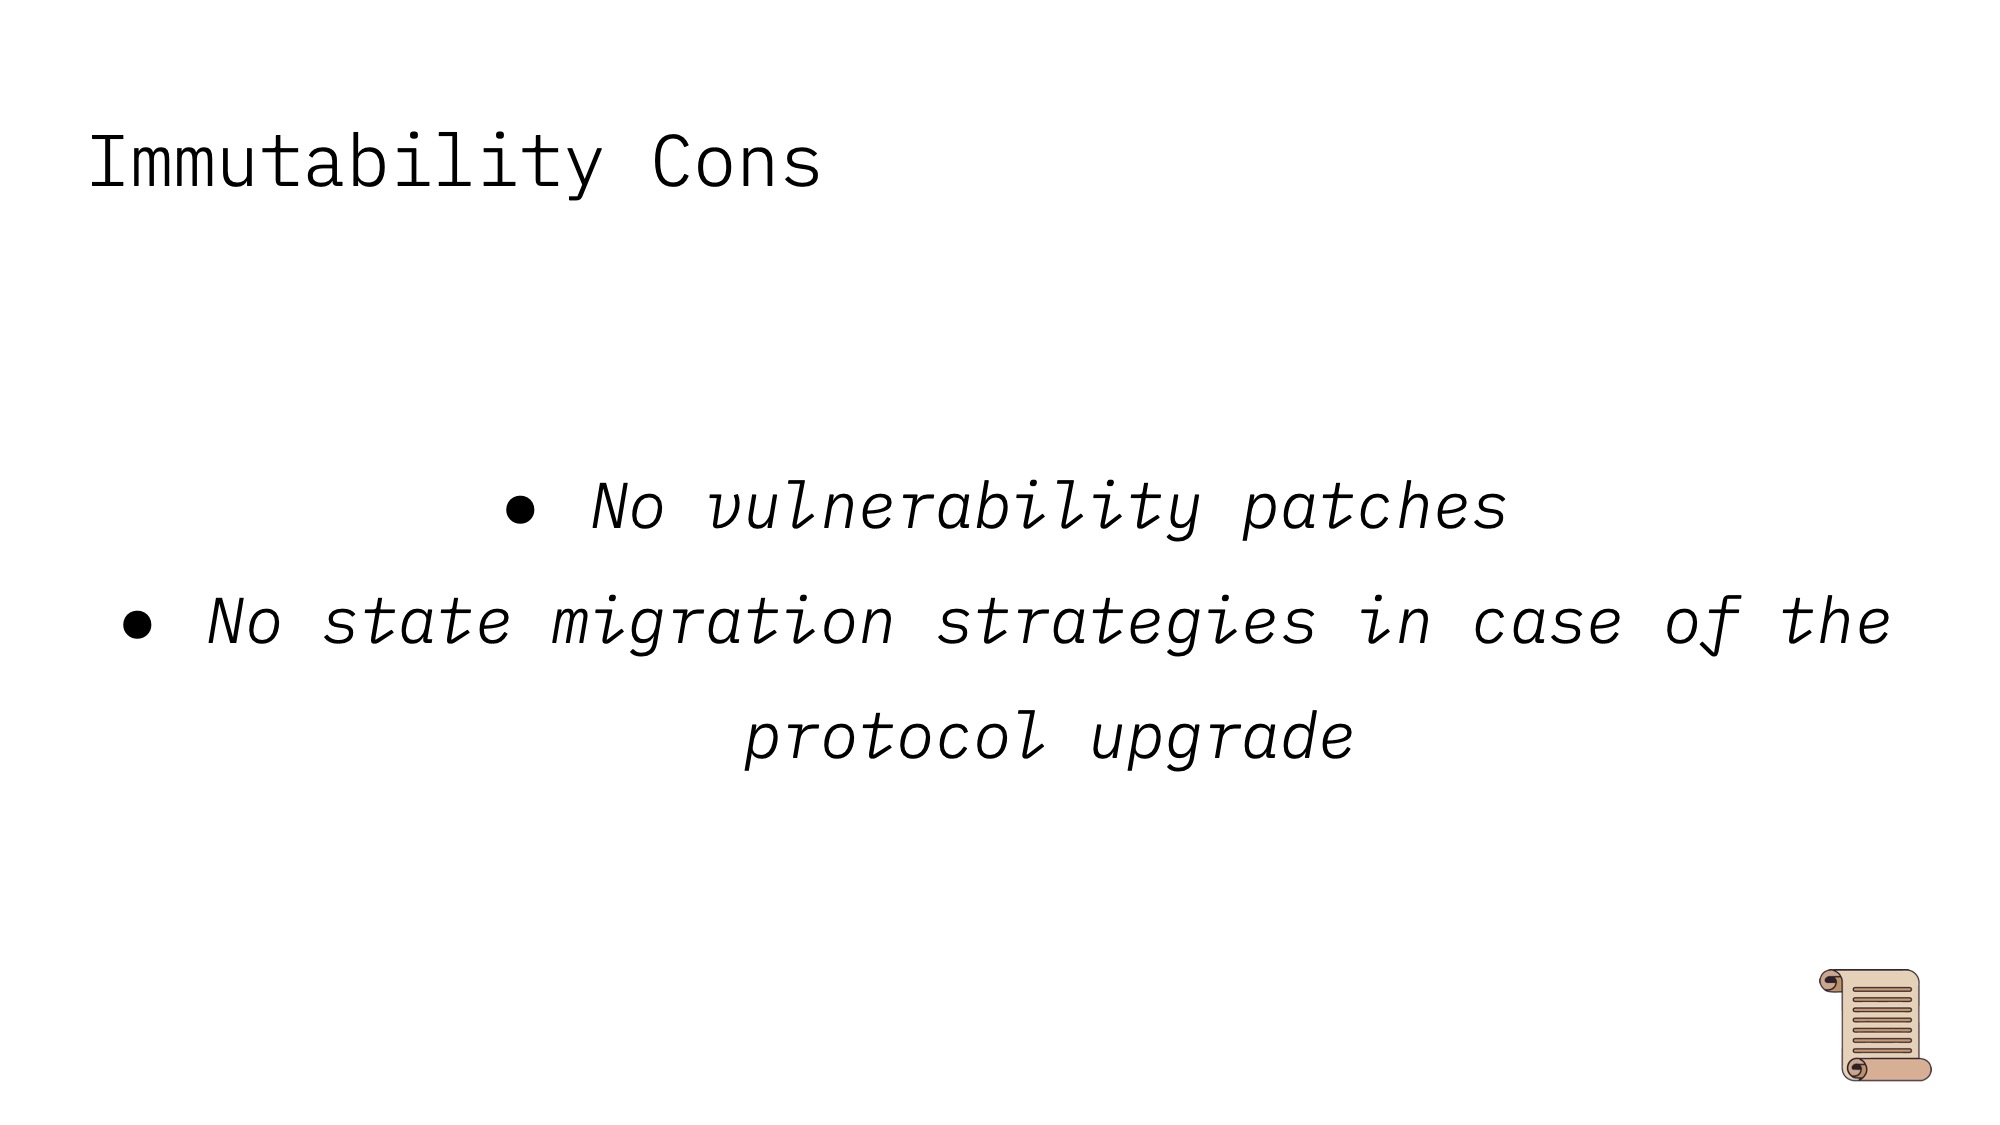 Immutability Cons
● No vulnerability patches
● No state migration strategies in case of the
protocol upgrade